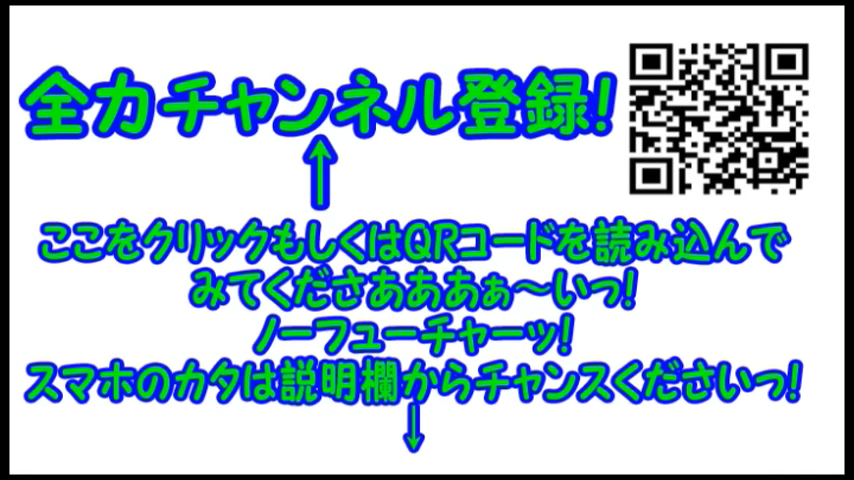 全力チャンネル登録!
↑
ここをクリックもしくはQRコードを読み込んで
みてくださあああぁ～いっ!
ノーフューチャーッ!
スマホのカタは説明欄からチャンスくださいっ!
↓